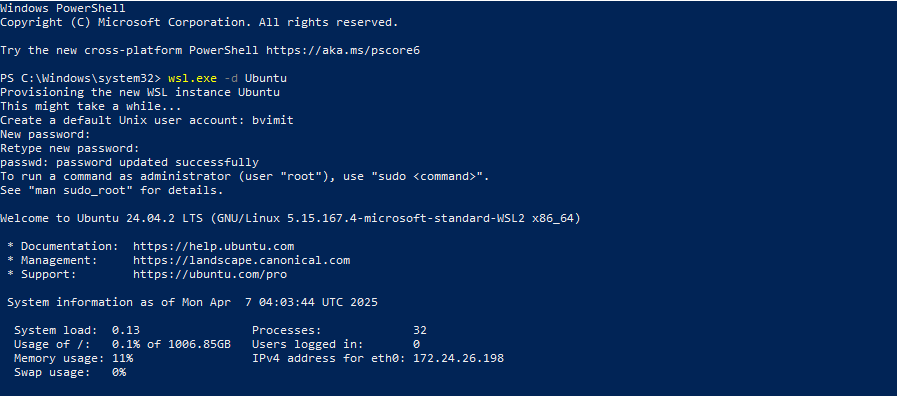 Windows PowerShell
Copyright (C) Microsoft Corporation. All rights reserved.
Try the new cross-platform PowerShell https://aka.ms/pscore6
PS C:\Windows\system32> wsl.exe -d Ubuntu
Provisioning the new WSL instance Ubuntu
This might take a while...
Create a default Unix user account: bvimit
New password:
Retype new password:
passwd: password updated successfully
To run a command as administrator (user "root"), use "sudo <command>".
See "man sudo_root" for details.
Welcome to Ubuntu 24.04.2 LTS (GNU/Linux 5.15.167.4-microsoft-standard-WSL2 x86_64)
* Documentation:  https://help.ubuntu.com
* Management:     https://landscape.canonical.com
* Support:        https://ubuntu.com/pro
System information as of Mon Apr  7 04:03:44 UTC 2025
System load:  0.13                Processes:             32
Usage of /:   0.1% of 1006.85GB   Users logged in:       0
Memory usage: 11%                 IPv4 address for eth0: 172.24.26.198
Swap usage:   0%